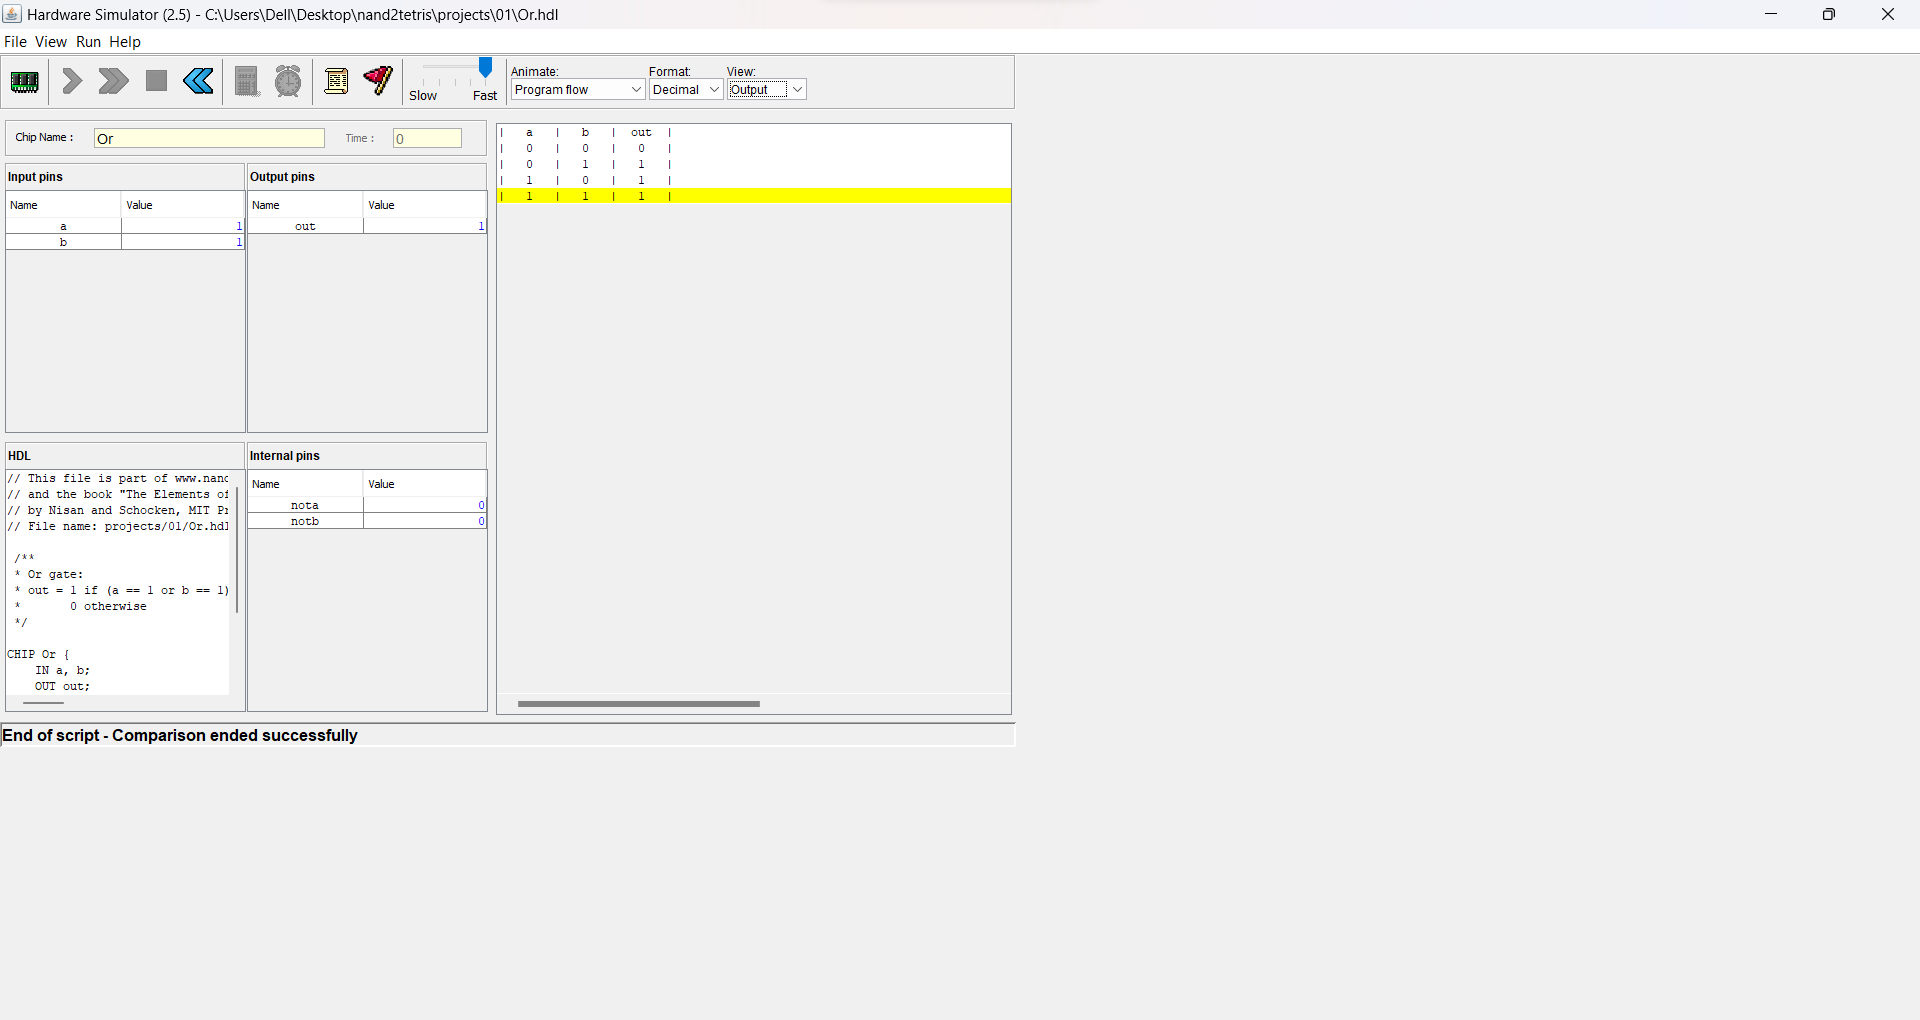 Hardware Simulator (2.5) - C:\Users\Dell\Desktop\nand2tetris\projects\01\Or.hdl
File View Run Help
Slow Fast
Animate: Format: View:
Program flow Decimal Output
Chip Name : Or Time : 0
Input pins
Name Value
a 1
b 1
Output pins
Name Value
out 1
HDL
// This file is part of www.nand
// and the book "The Elements of
// by Nisan and Schocken, MIT Pr
// File name: projects/01/Or.hdl
/**
* Or gate:
* out = 1 if (a == 1 or b == 1)
* 0 otherwise
*/
CHIP Or {
IN a, b;
OUT out;
Internal pins
Name Value
nota 0
notb 0
| a | b | out |
| 0 | 0 | 0 |
| 0 | 1 | 1 |
| 1 | 0 | 1 |
| 1 | 1 | 1 |
End of script - Comparison ended successfully